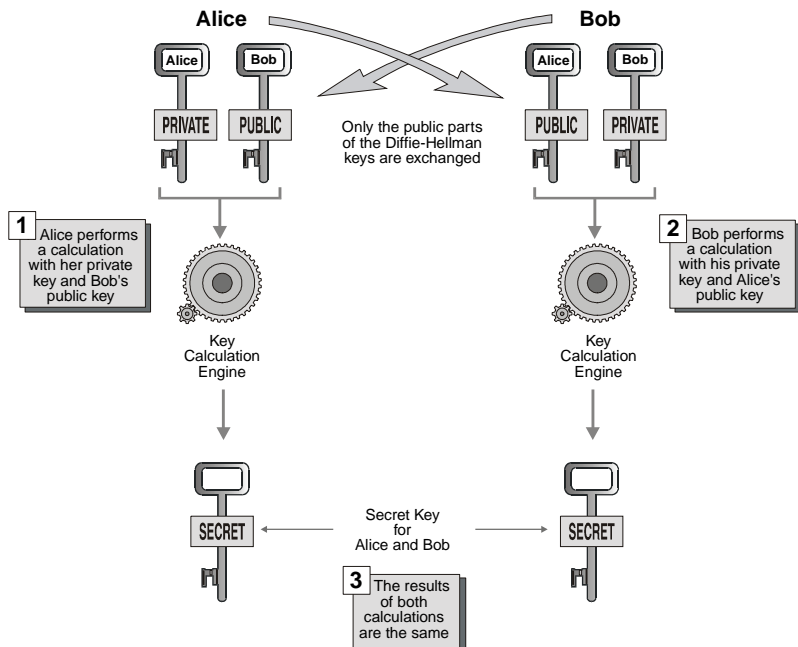 Alice
Bob
Alice
Bob
Alice
Bob
PRIVATE
PUBLIC
PUBLIC
PRIVATE
Only the public parts
of the Diffie-Hellman
keys are exchanged
1
Alice performs
a calculation
with her private
key and Bob's
public key
2
Bob performs
a calculation
with his private
key and Alice's
public key
Key
Calculation
Engine
Key
Calculation
Engine
SECRET
Secret Key
for
Alice and Bob
SECRET
3
The results
of both
calculations
are the same